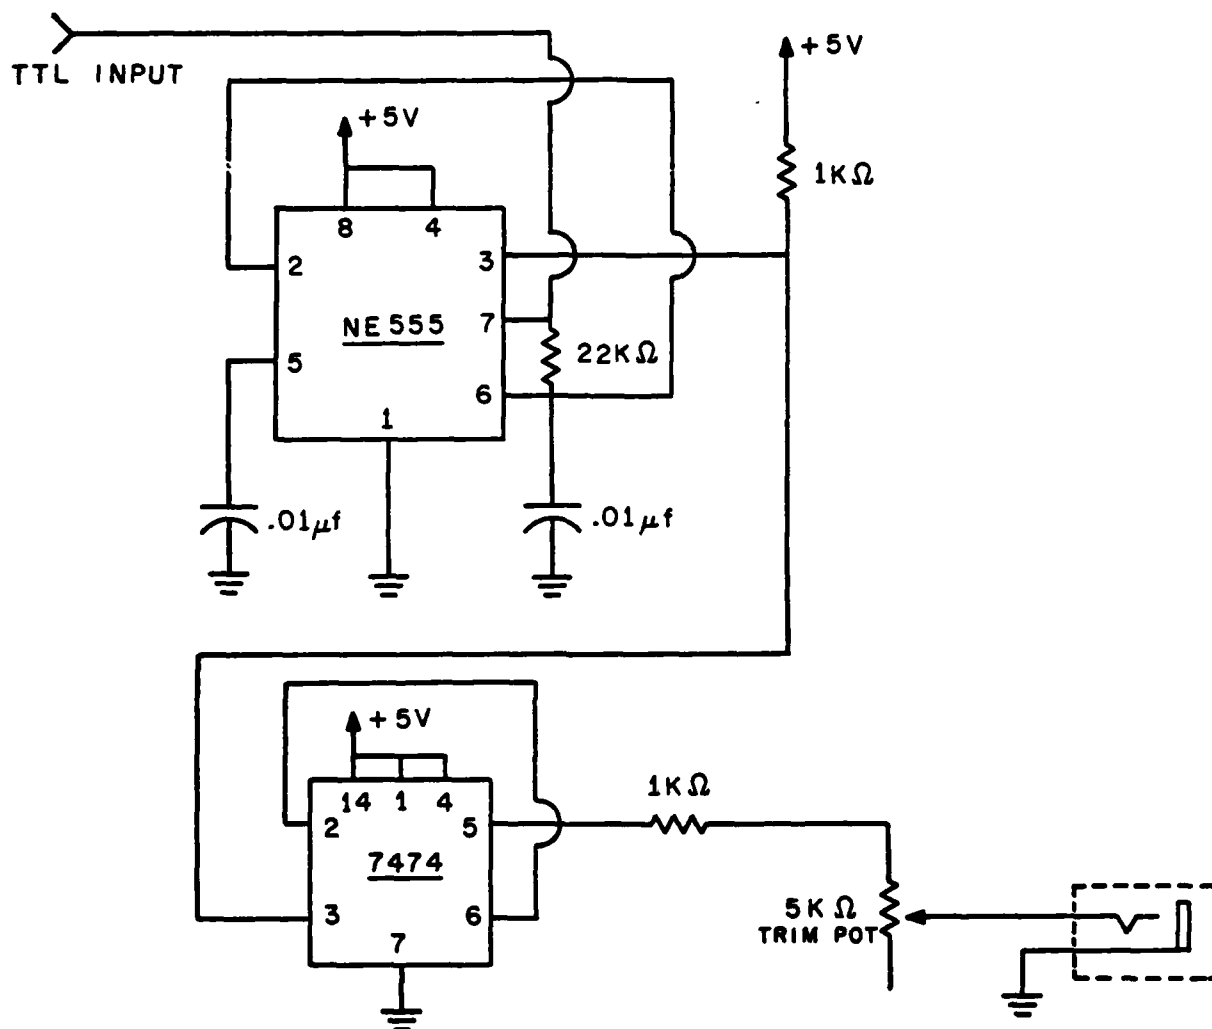 TTL INPUT
+5V
+5V
1KΩ
8 4
2 3
NE555
7
22KΩ
5
6
1
.01μf
.01μf
+5V
14 1 4
1KΩ
2 5
7474
3 6
5KΩ
TRIM POT
7